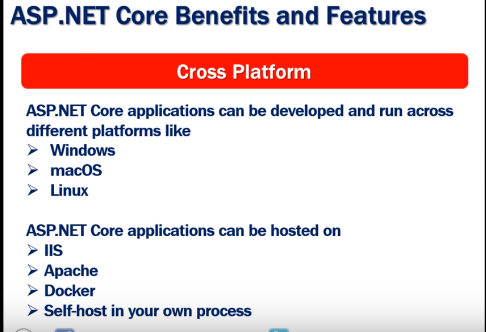 ASP.NET Core Benefits and Features
Cross Platform
ASP.NET Core applications can be developed and run across
different platforms like
➢ Windows
➢ macOS
➢ Linux
ASP.NET Core applications can be hosted on
➢ IIS
➢ Apache
➢ Docker
➢ Self-host in your own process